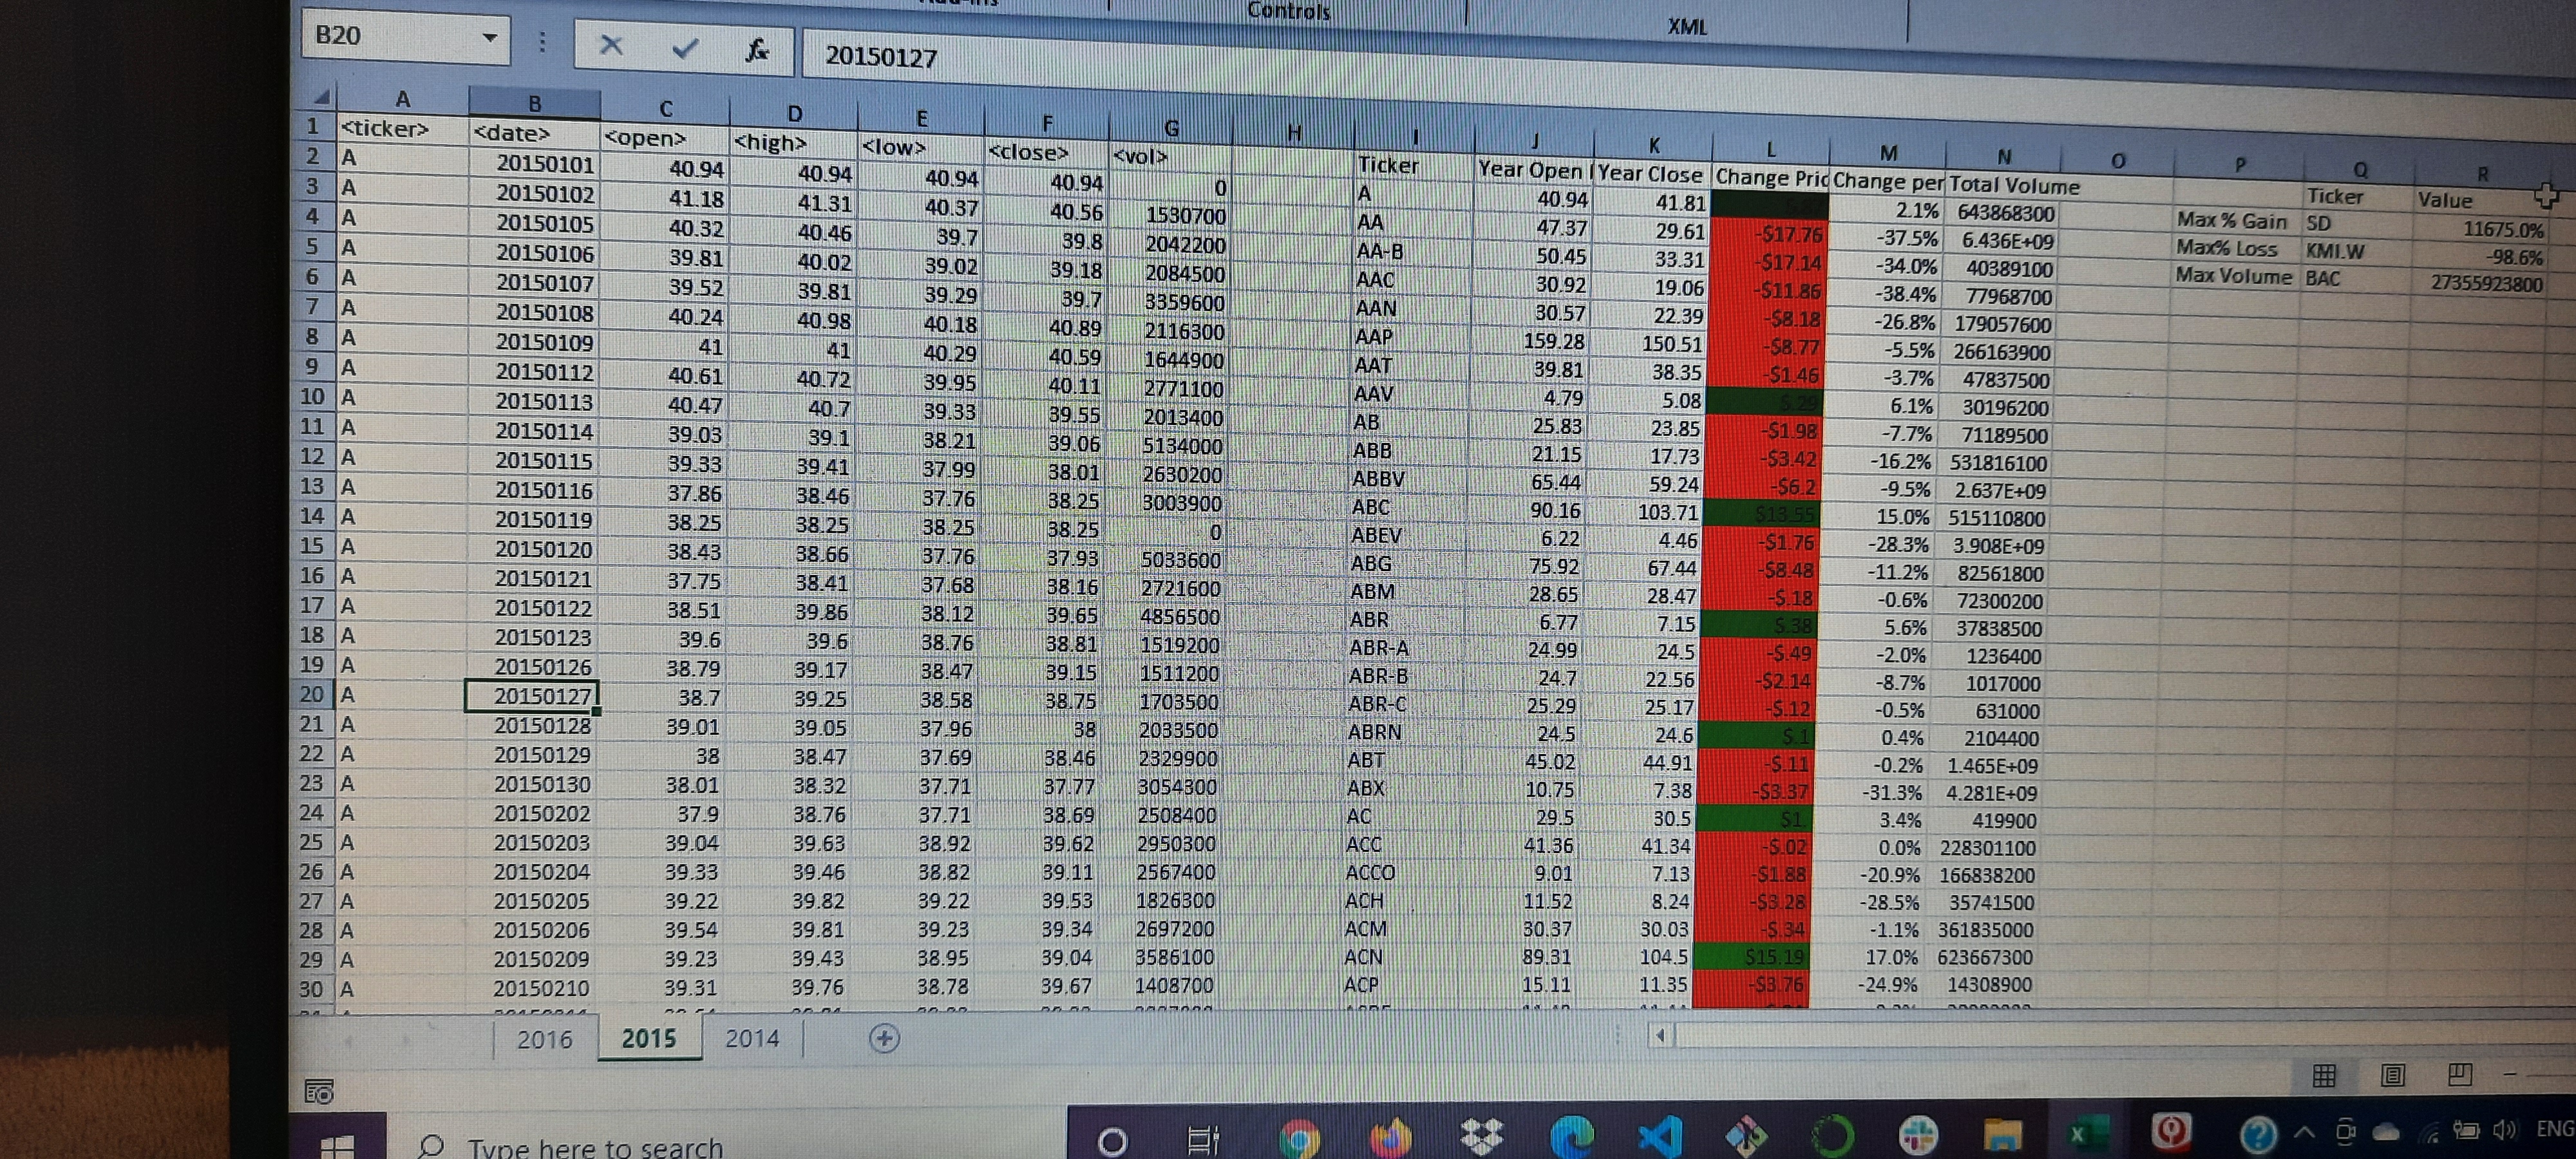 Controls
XML
B20 fx 20150127
A B C D E F G H I J K L M N O P Q R
1 <ticker> <date> <open> <high> <low> <close> <vol> Ticker Year Open Year Close Change Pric Change per Total Volume Ticker Value
2 A 20150101 40.94 40.94 40.94 40.94 0 A 40.94 41.81 2.1% 643868300 Max % Gain SD 11675.0%
3 A 20150102 41.18 41.31 40.37 40.56 1530700 AA 47.37 29.61 -$17.76 -37.5% 6.436E+09 Max% Loss KMI.W -98.6%
4 A 20150105 40.32 40.46 39.7 39.8 2042200 AA-B 50.45 33.31 -$17.14 -34.0% 40389100 Max Volume BAC 27355923800
5 A 20150106 39.81 40.02 39.02 39.18 2084500 AAC 30.92 19.06 -$11.86 -38.4% 77968700
6 A 20150107 39.52 39.81 39.29 39.7 3359600 AAN 30.57 22.39 -$8.18 -26.8% 179057600
7 A 20150108 40.24 40.98 40.18 40.89 2116300 AAP 159.28 150.51 -$8.77 -5.5% 266163900
8 A 20150109 41 41 40.29 40.59 1644900 AAT 39.81 38.35 -$1.46 -3.7% 47837500
9 A 20150112 40.61 40.72 39.95 40.11 2771100 AAV 4.79 5.08 $.29 6.1% 30196200
10 A 20150113 40.47 40.7 39.33 39.55 2013400 AB 25.83 23.85 -$1.98 -7.7% 71189500
11 A 20150114 39.03 39.1 38.21 39.06 5134000 ABB 21.15 17.73 -$3.42 -16.2% 531816100
12 A 20150115 39.33 39.41 37.99 38.01 2630200 ABBV 65.44 59.24 -$6.2 -9.5% 2.637E+09
13 A 20150116 37.86 38.46 37.76 38.25 3003900 ABC 90.16 103.71 $13.55 15.0% 515110800
14 A 20150119 38.25 38.25 38.25 38.25 0 ABEV 6.22 4.46 -$1.76 -28.3% 3.908E+09
15 A 20150120 38.43 38.66 37.76 37.93 5033600 ABG 75.92 67.44 -$8.48 -11.2% 82561800
16 A 20150121 37.75 38.41 37.68 38.16 2721600 ABM 28.65 28.47 -$.18 -0.6% 72300200
17 A 20150122 38.51 39.86 38.12 39.65 4856500 ABR 6.77 7.15 $.38 5.6% 37838500
18 A 20150123 39.6 39.6 38.76 38.81 1519200 ABR-A 24.99 24.5 -$.49 -2.0% 1236400
19 A 20150126 38.79 39.17 38.47 39.15 1511200 ABR-B 24.7 22.56 -$2.14 -8.7% 1017000
20 A 20150127 38.7 39.25 38.58 38.75 1703500 ABR-C 25.29 25.17 -$.12 -0.5% 631000
21 A 20150128 39.01 39.05 37.96 38 2033500 ABRN 24.5 24.6 $.1 0.4% 2104400
22 A 20150129 38 38.47 37.69 38.46 2329900 ABT 45.02 44.91 -$.11 -0.2% 1.465E+09
23 A 20150130 38.01 38.32 37.71 37.77 3054300 ABX 10.75 7.38 -$3.37 -31.3% 4.281E+09
24 A 20150202 37.9 38.76 37.71 38.69 2508400 AC 29.5 30.5 $1 3.4% 419900
25 A 20150203 39.04 39.63 38.92 39.62 2950300 ACC 41.36 41.34 -$.02 0.0% 228301100
26 A 20150204 39.33 39.46 38.82 39.11 2567400 ACCO 9.01 7.13 -$1.88 -20.9% 166838200
27 A 20150205 39.22 39.82 39.22 39.53 1826300 ACH 11.52 8.24 -$3.28 -28.5% 35741500
28 A 20150206 39.54 39.81 39.23 39.34 2697200 ACM 30.37 30.03 -$.34 -1.1% 361835000
29 A 20150209 39.23 39.43 38.95 39.04 3586100 ACN 89.31 104.5 $15.19 17.0% 623667300
30 A 20150210 39.31 39.76 38.78 39.67 1408700 ACP 15.11 11.35 -$3.76 -24.9% 14308900
2016 2015 2014
Type here to search ENG